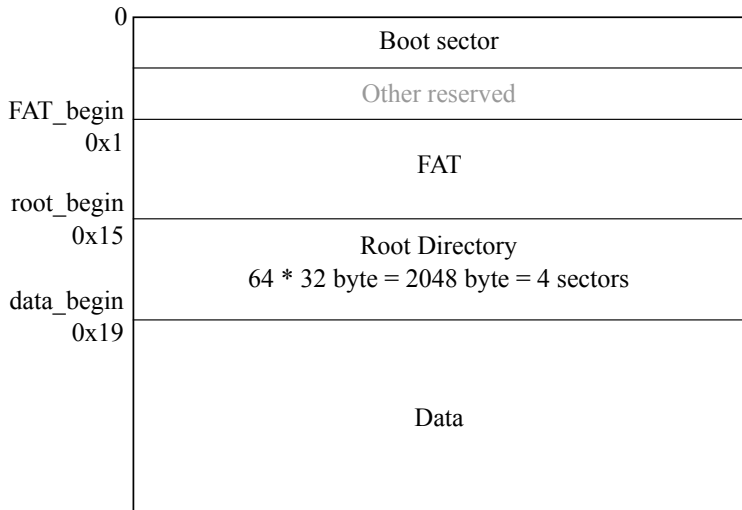 0
Boot sector
Other reserved
FAT_begin
0x1
FAT
root_begin
0x15
Root Directory
64 * 32 byte = 2048 byte = 4 sectors
data_begin
0x19
Data